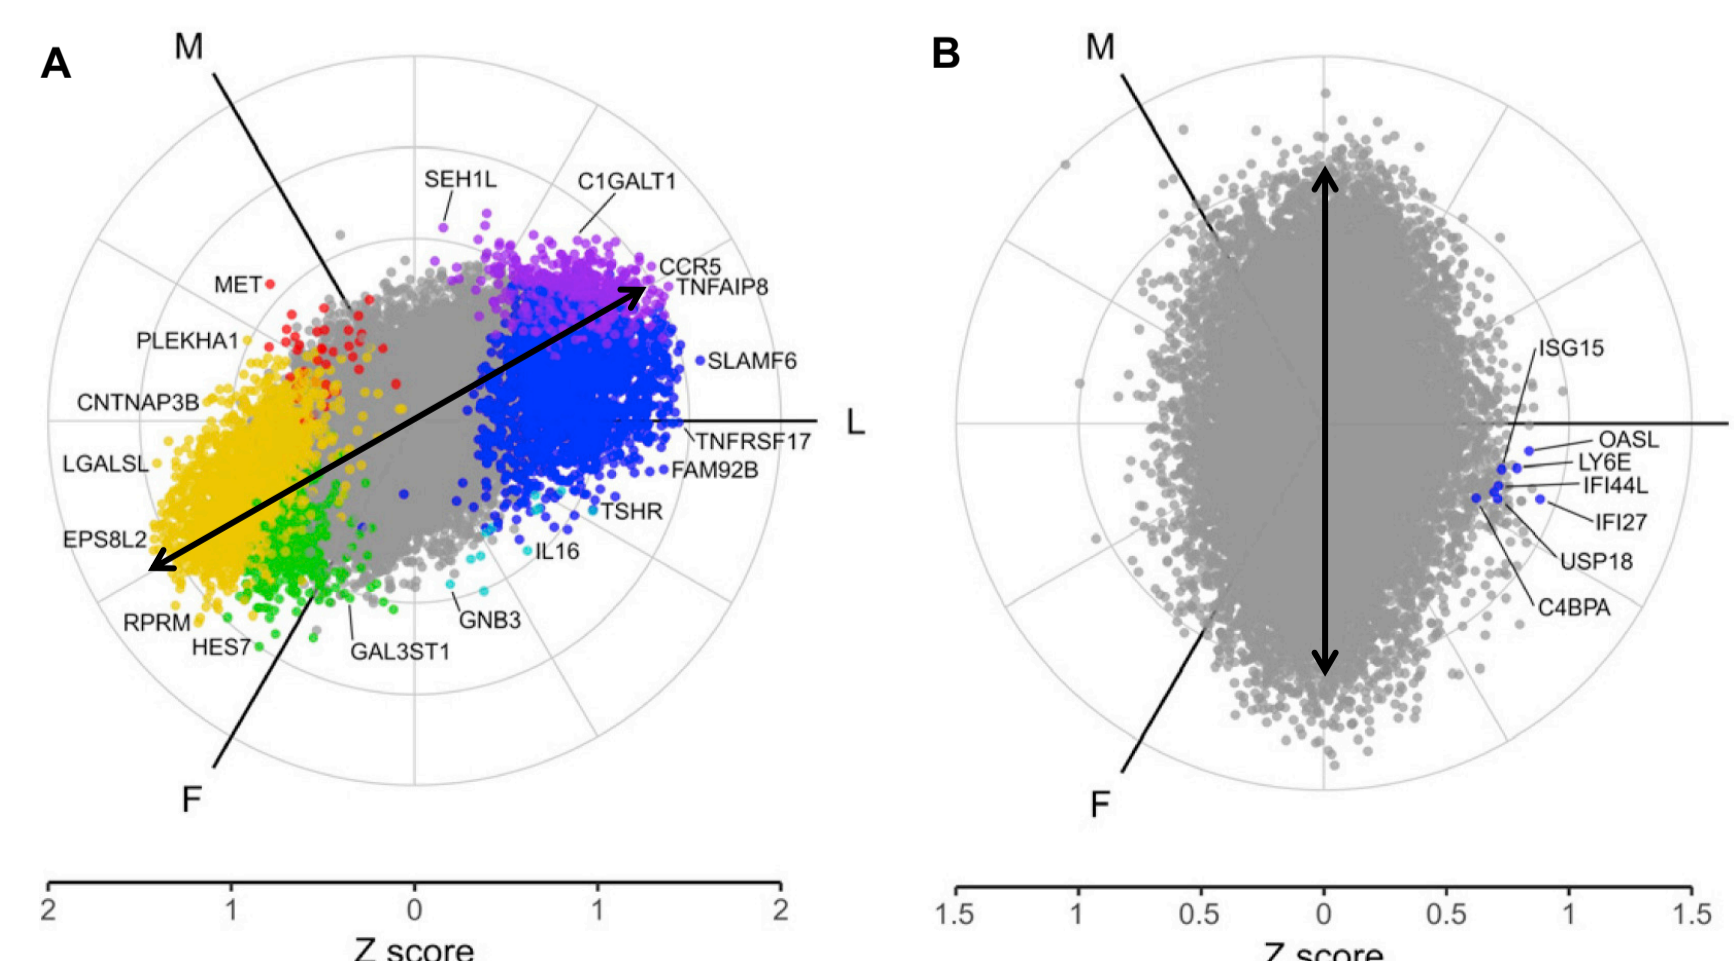 A
M
SEH1L
C1GALT1
CCR5
TNFAIP8
MET
PLEKHA1
SLAMF6
CNTNAP3B
L
TNFRSF17
LGALSL
FAM92B
TSHR
EPS8L2
IL16
RPRM
GNB3
HES7
GAL3ST1
F
2 1 0 1 2
Z score
B
M
ISG15
OASL
LY6E
IFI44L
IFI27
USP18
C4BPA
F
1.5 1 0.5 0 0.5 1 1.5
Z score